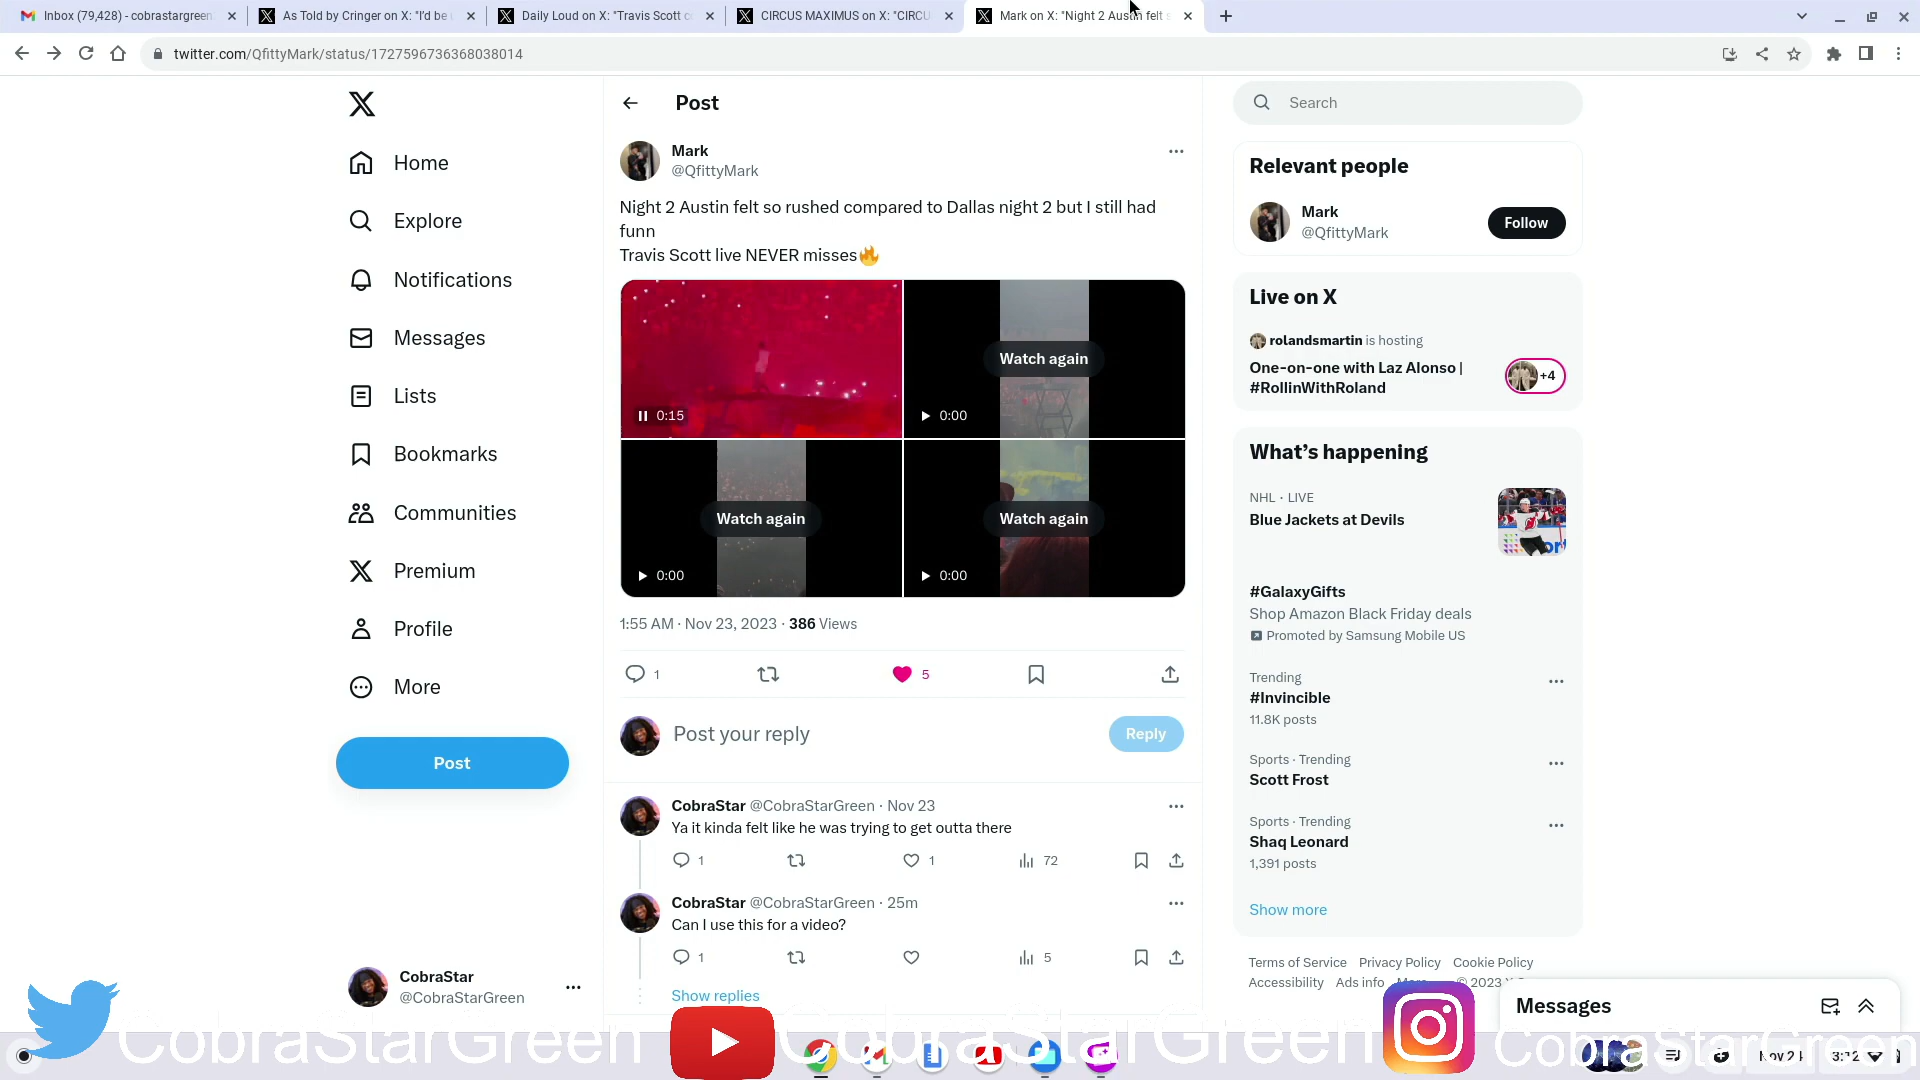 Inbox (79,428) - cobrastargreen
As Told by Cringer on X: "I'd be
Daily Loud on X: "Travis Scott c
CIRCUS MAXIMUS on X: "CIRCU
Mark on X: "Night 2 Austin felt s
twitter.com/QfittyMark/status/1727596736368038014
Home
Explore
Notifications
Messages
Lists
Bookmarks
Communities
Premium
Profile
More
Post
CobraStar
@CobraStarGreen
Post
Mark
@QfittyMark
Night 2 Austin felt so rushed compared to Dallas night 2 but I still had
funn
Travis Scott live NEVER misses🔥
0:15
Watch again
0:00
Watch again
0:00
Watch again
0:00
1:55 AM · Nov 23, 2023 · 386 Views
1
5
Post your reply
Reply
CobraStar @CobraStarGreen · Nov 23
Ya it kinda felt like he was trying to get outta there
1 1 72
CobraStar @CobraStarGreen · 25m
Can I use this for a video?
1 5
Show replies
Search
Relevant people
Mark
@QfittyMark
Follow
Live on X
rolandsmartin is hosting
One-on-one with Laz Alonso |
#RollinWithRoland
+4
What's happening
NHL · LIVE
Blue Jackets at Devils
#GalaxyGifts
Shop Amazon Black Friday deals
Promoted by Samsung Mobile US
Trending
#Invincible
11.8K posts
Sports · Trending
Scott Frost
Sports · Trending
Shaq Leonard
1,391 posts
Show more
Terms of Service Privacy Policy Cookie Policy
Accessibility Ads info More © 2023 X
Messages
CobraStarGreen
CobraStarGreen
CobraStarGreen
Nov 24
3:12